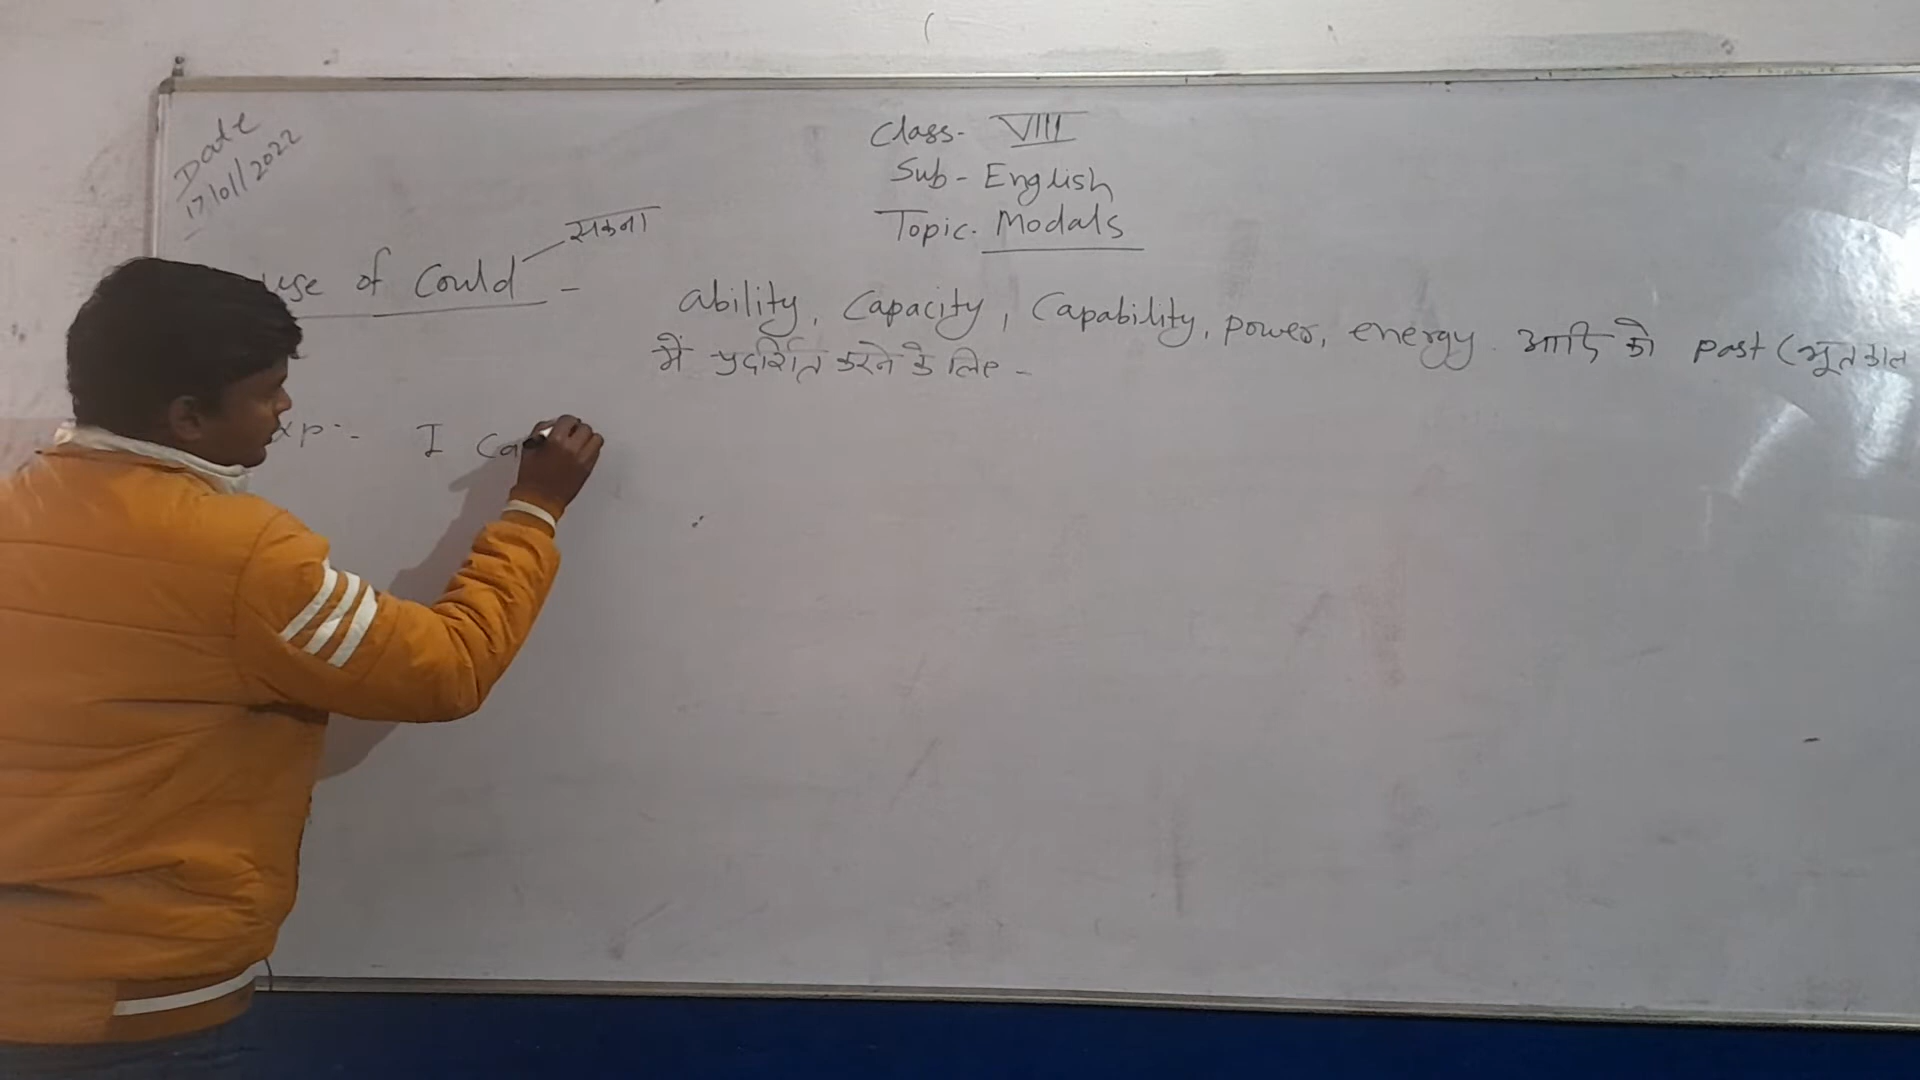 Date
17/01/2022
Class- VIII
Sub- English
Topic. Modals
सकना
use of Could -
ability, Capacity, Capability, power, energy. आदि को past (भूतकाल
में प्रदर्शित करने के लिए -
xp:- I Ca